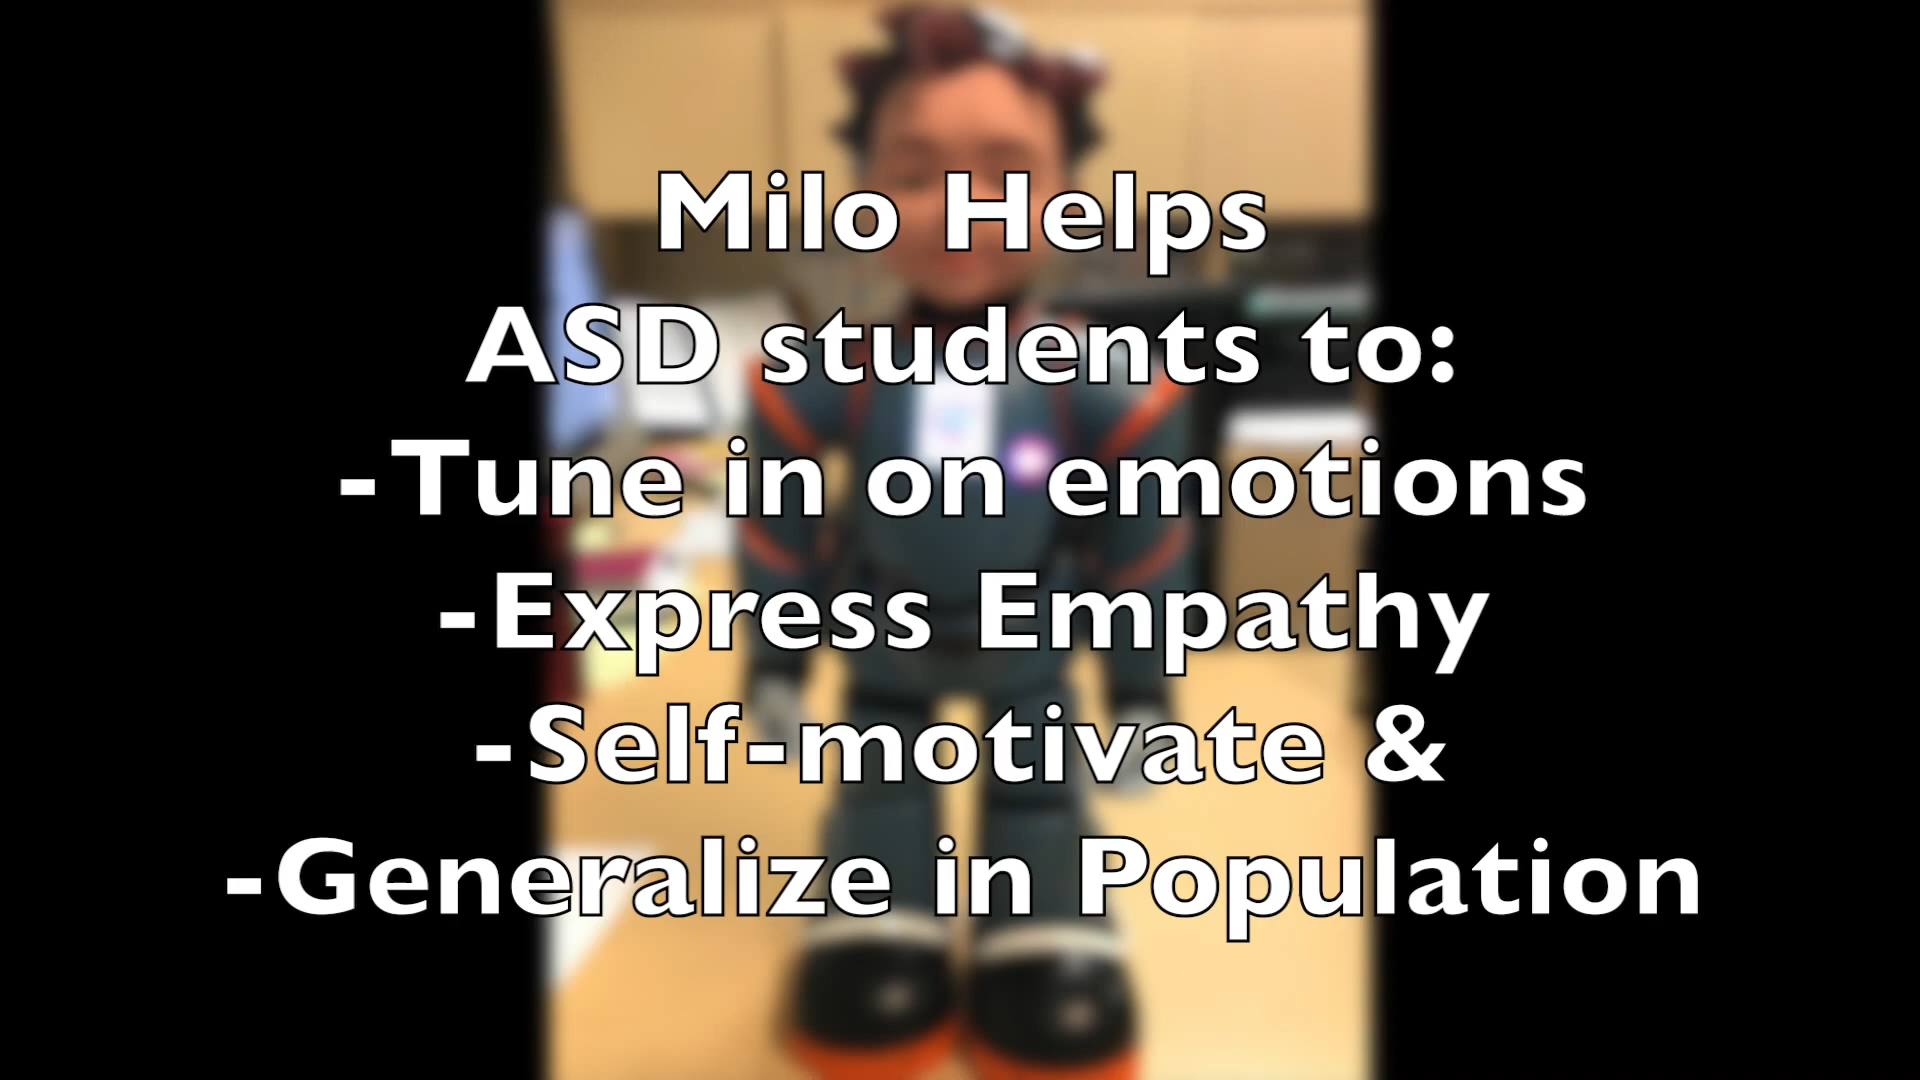 Milo Helps
ASD students to:
-Tune in on emotions
-Express Empathy
-Self-motivate &
-Generalize in Population